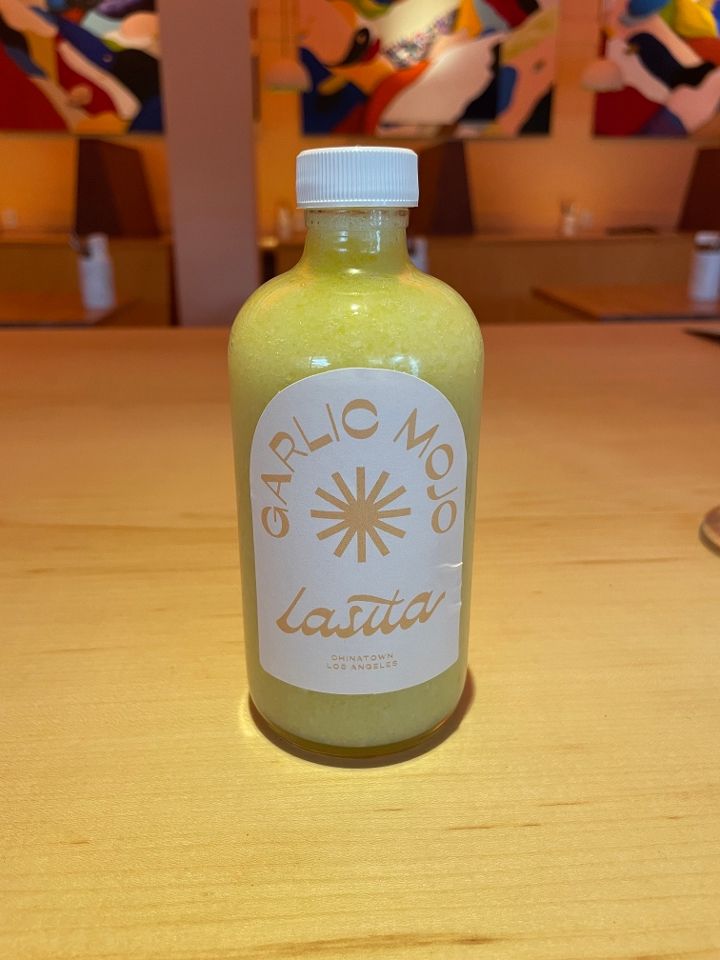 GARLIC MOJO
Lasita
CHINATOWN
LOS ANGELES